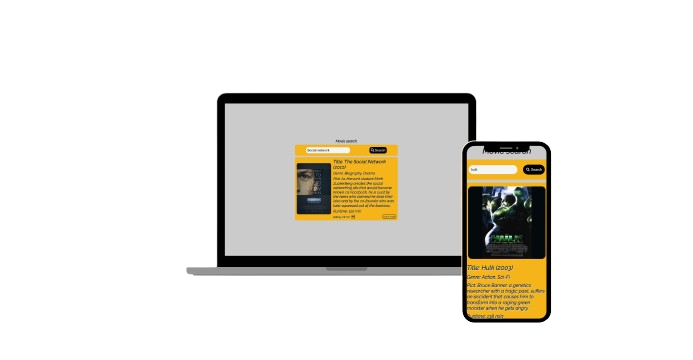 Movie search
Social network
Search
Title: The Social Network
(2010)
Genre: Biography, Drama
Plot: As Harvard student Mark
Zuckerberg creates the social
networking site that would become
known as Facebook, he is sued by
the twins who claimed he stole their
idea and by the co-founder who was
later squeezed out of the business.
Runtime: 120 min
Movie search
hulk
Search
HULK
Title: Hulk (2003)
Genre: Action, Sci-Fi
Plot: Bruce Banner, a genetics
researcher with a tragic past, suffers
an accident that causes him to
transform into a raging green
monster when he gets angry.
Runtime: 138 min